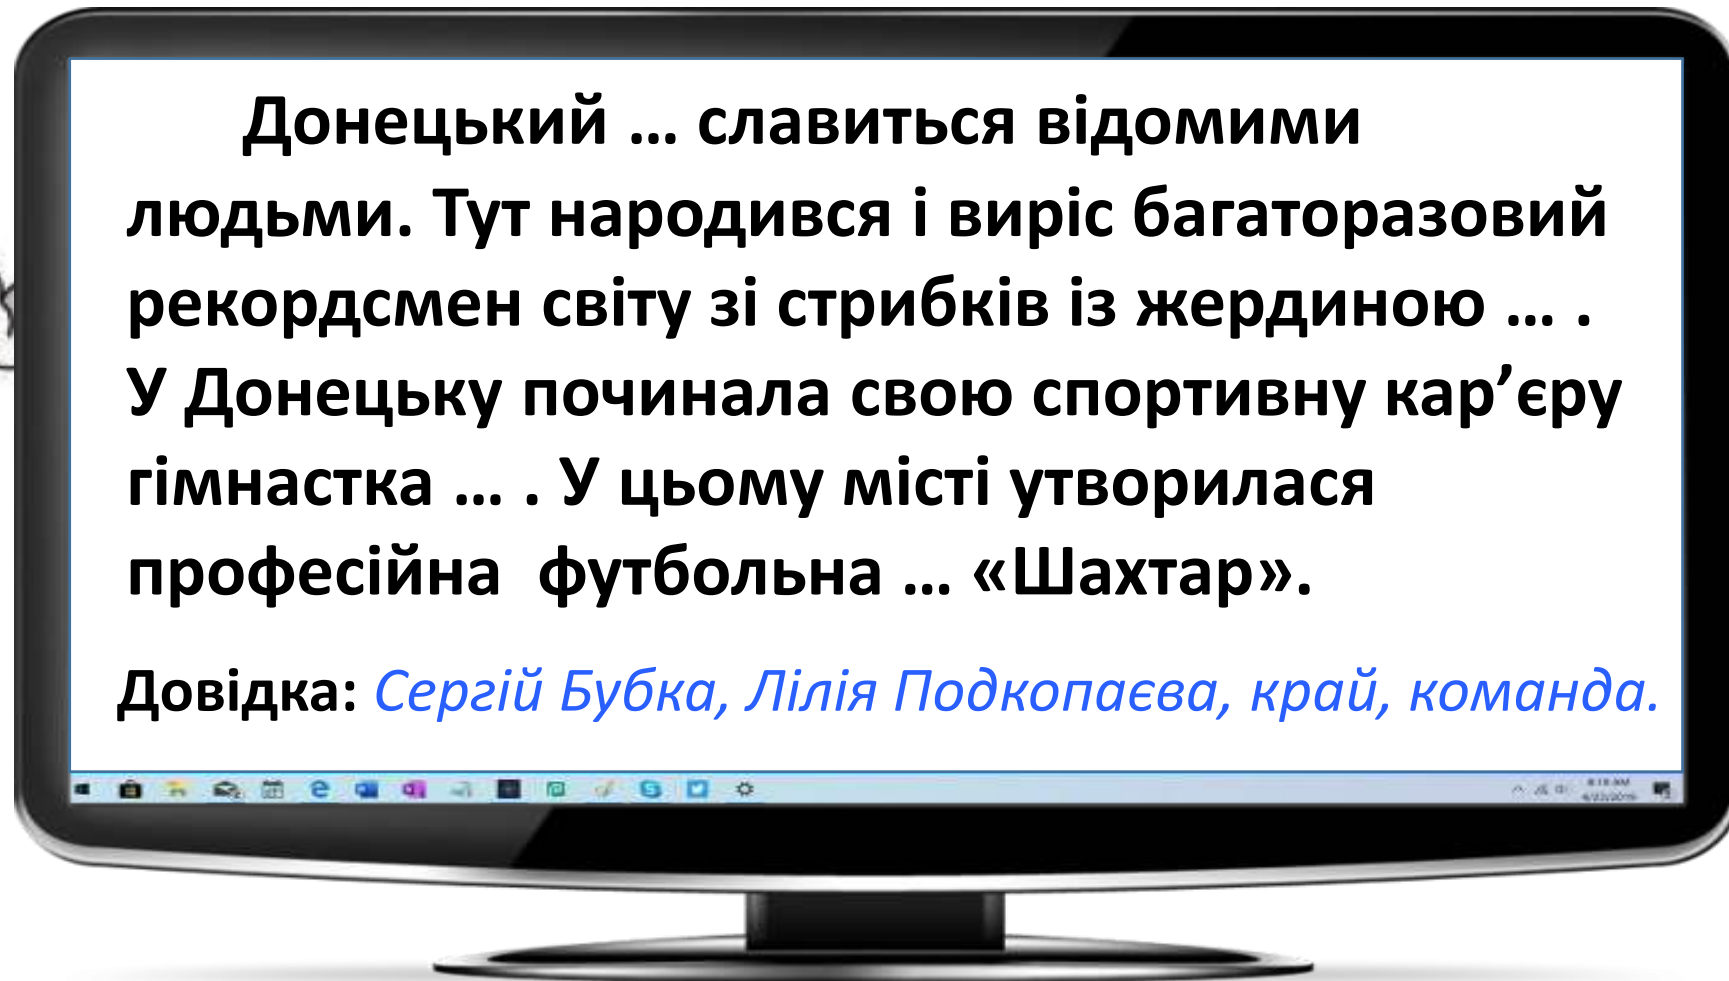 Донецький ... славиться відомими
людьми. Тут народився і виріс багаторазовий
рекордсмен світу зі стрибків із жердиною ... .
У Донецьку починала свою спортивну кар’єру
гімнастка ... . У цьому місті утворилася
професійна  футбольна ... «Шахтар».
Довідка: Сергій Бубка, Лілія Подкопаєва, край, команда.